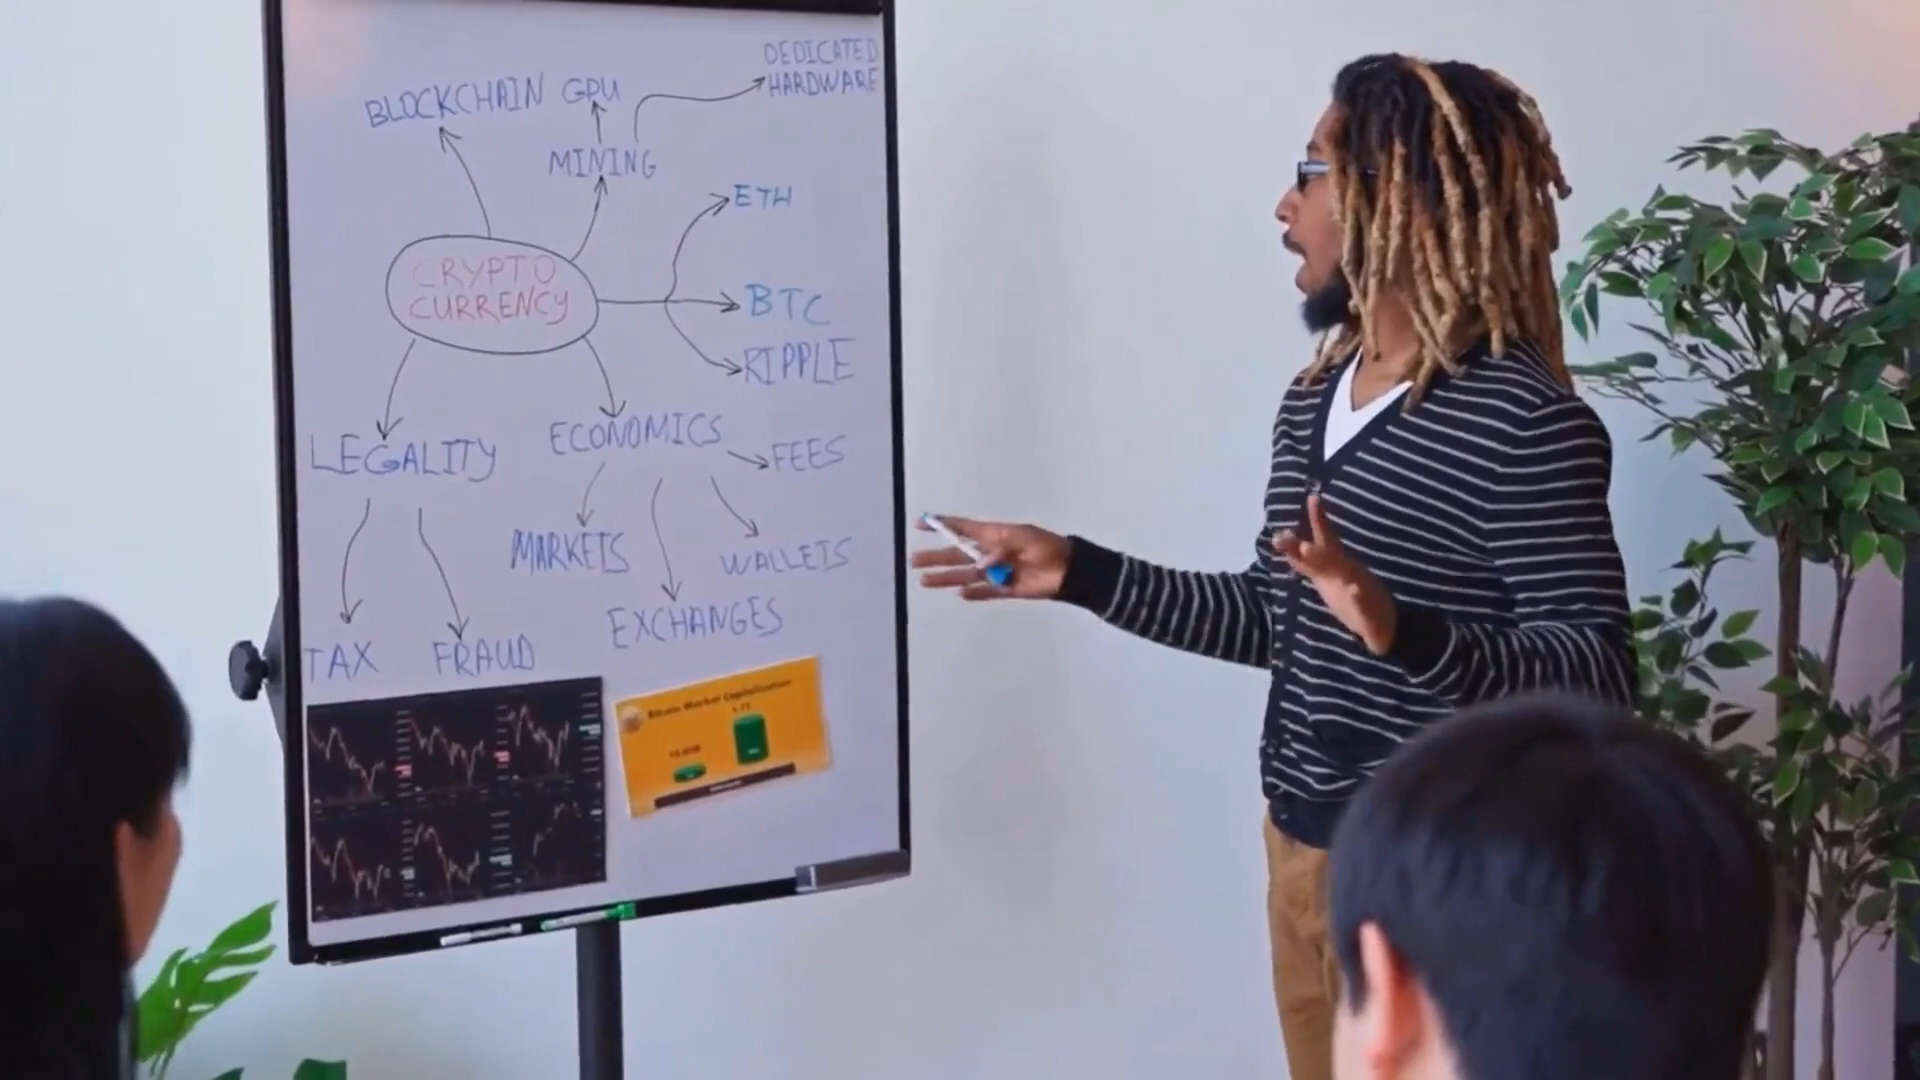 DEDICATED
HARDWARE
BLOCKCHAIN
GPU
MINING
ETH
CRYPTO
CURRENCY
BTC
RIPPLE
LEGALITY
ECONOMICS
FEES
MARKETS
WALLETS
EXCHANGES
TAX
FRAUD
Bitcoin Market Capitalization